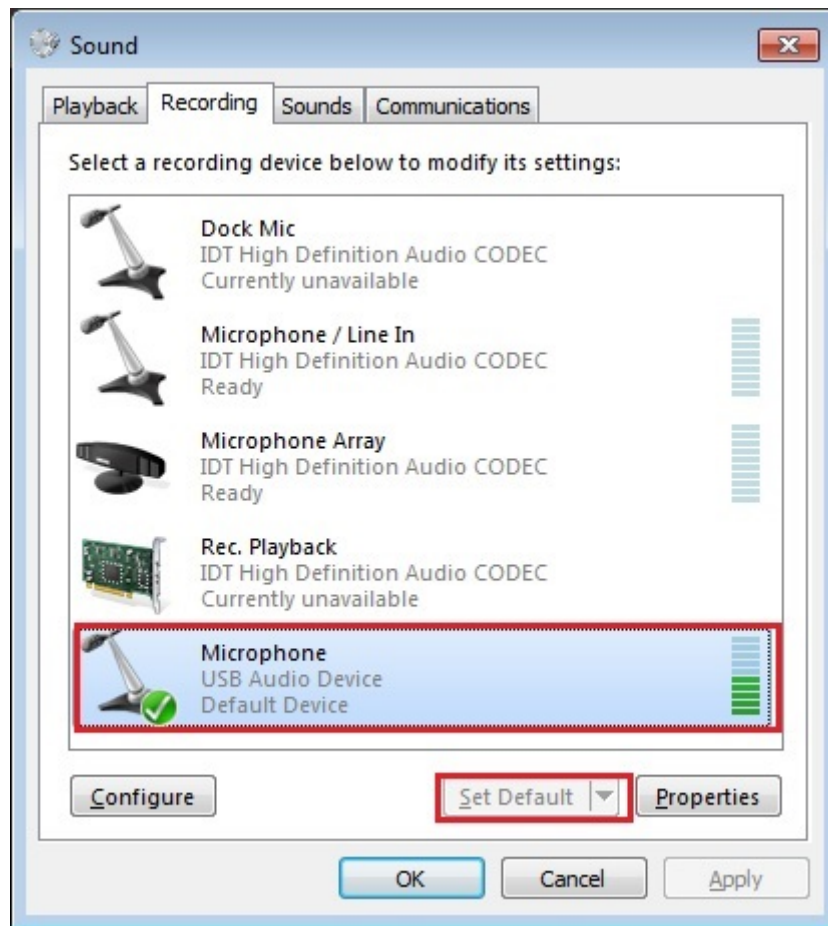 Sound
Playback Recording Sounds Communications
Select a recording device below to modify its settings:
Dock Mic
IDT High Definition Audio CODEC
Currently unavailable
Microphone / Line In
IDT High Definition Audio CODEC
Ready
Microphone Array
IDT High Definition Audio CODEC
Ready
Rec. Playback
IDT High Definition Audio CODEC
Currently unavailable
Microphone
USB Audio Device
Default Device
Configure Set Default Properties
OK Cancel Apply